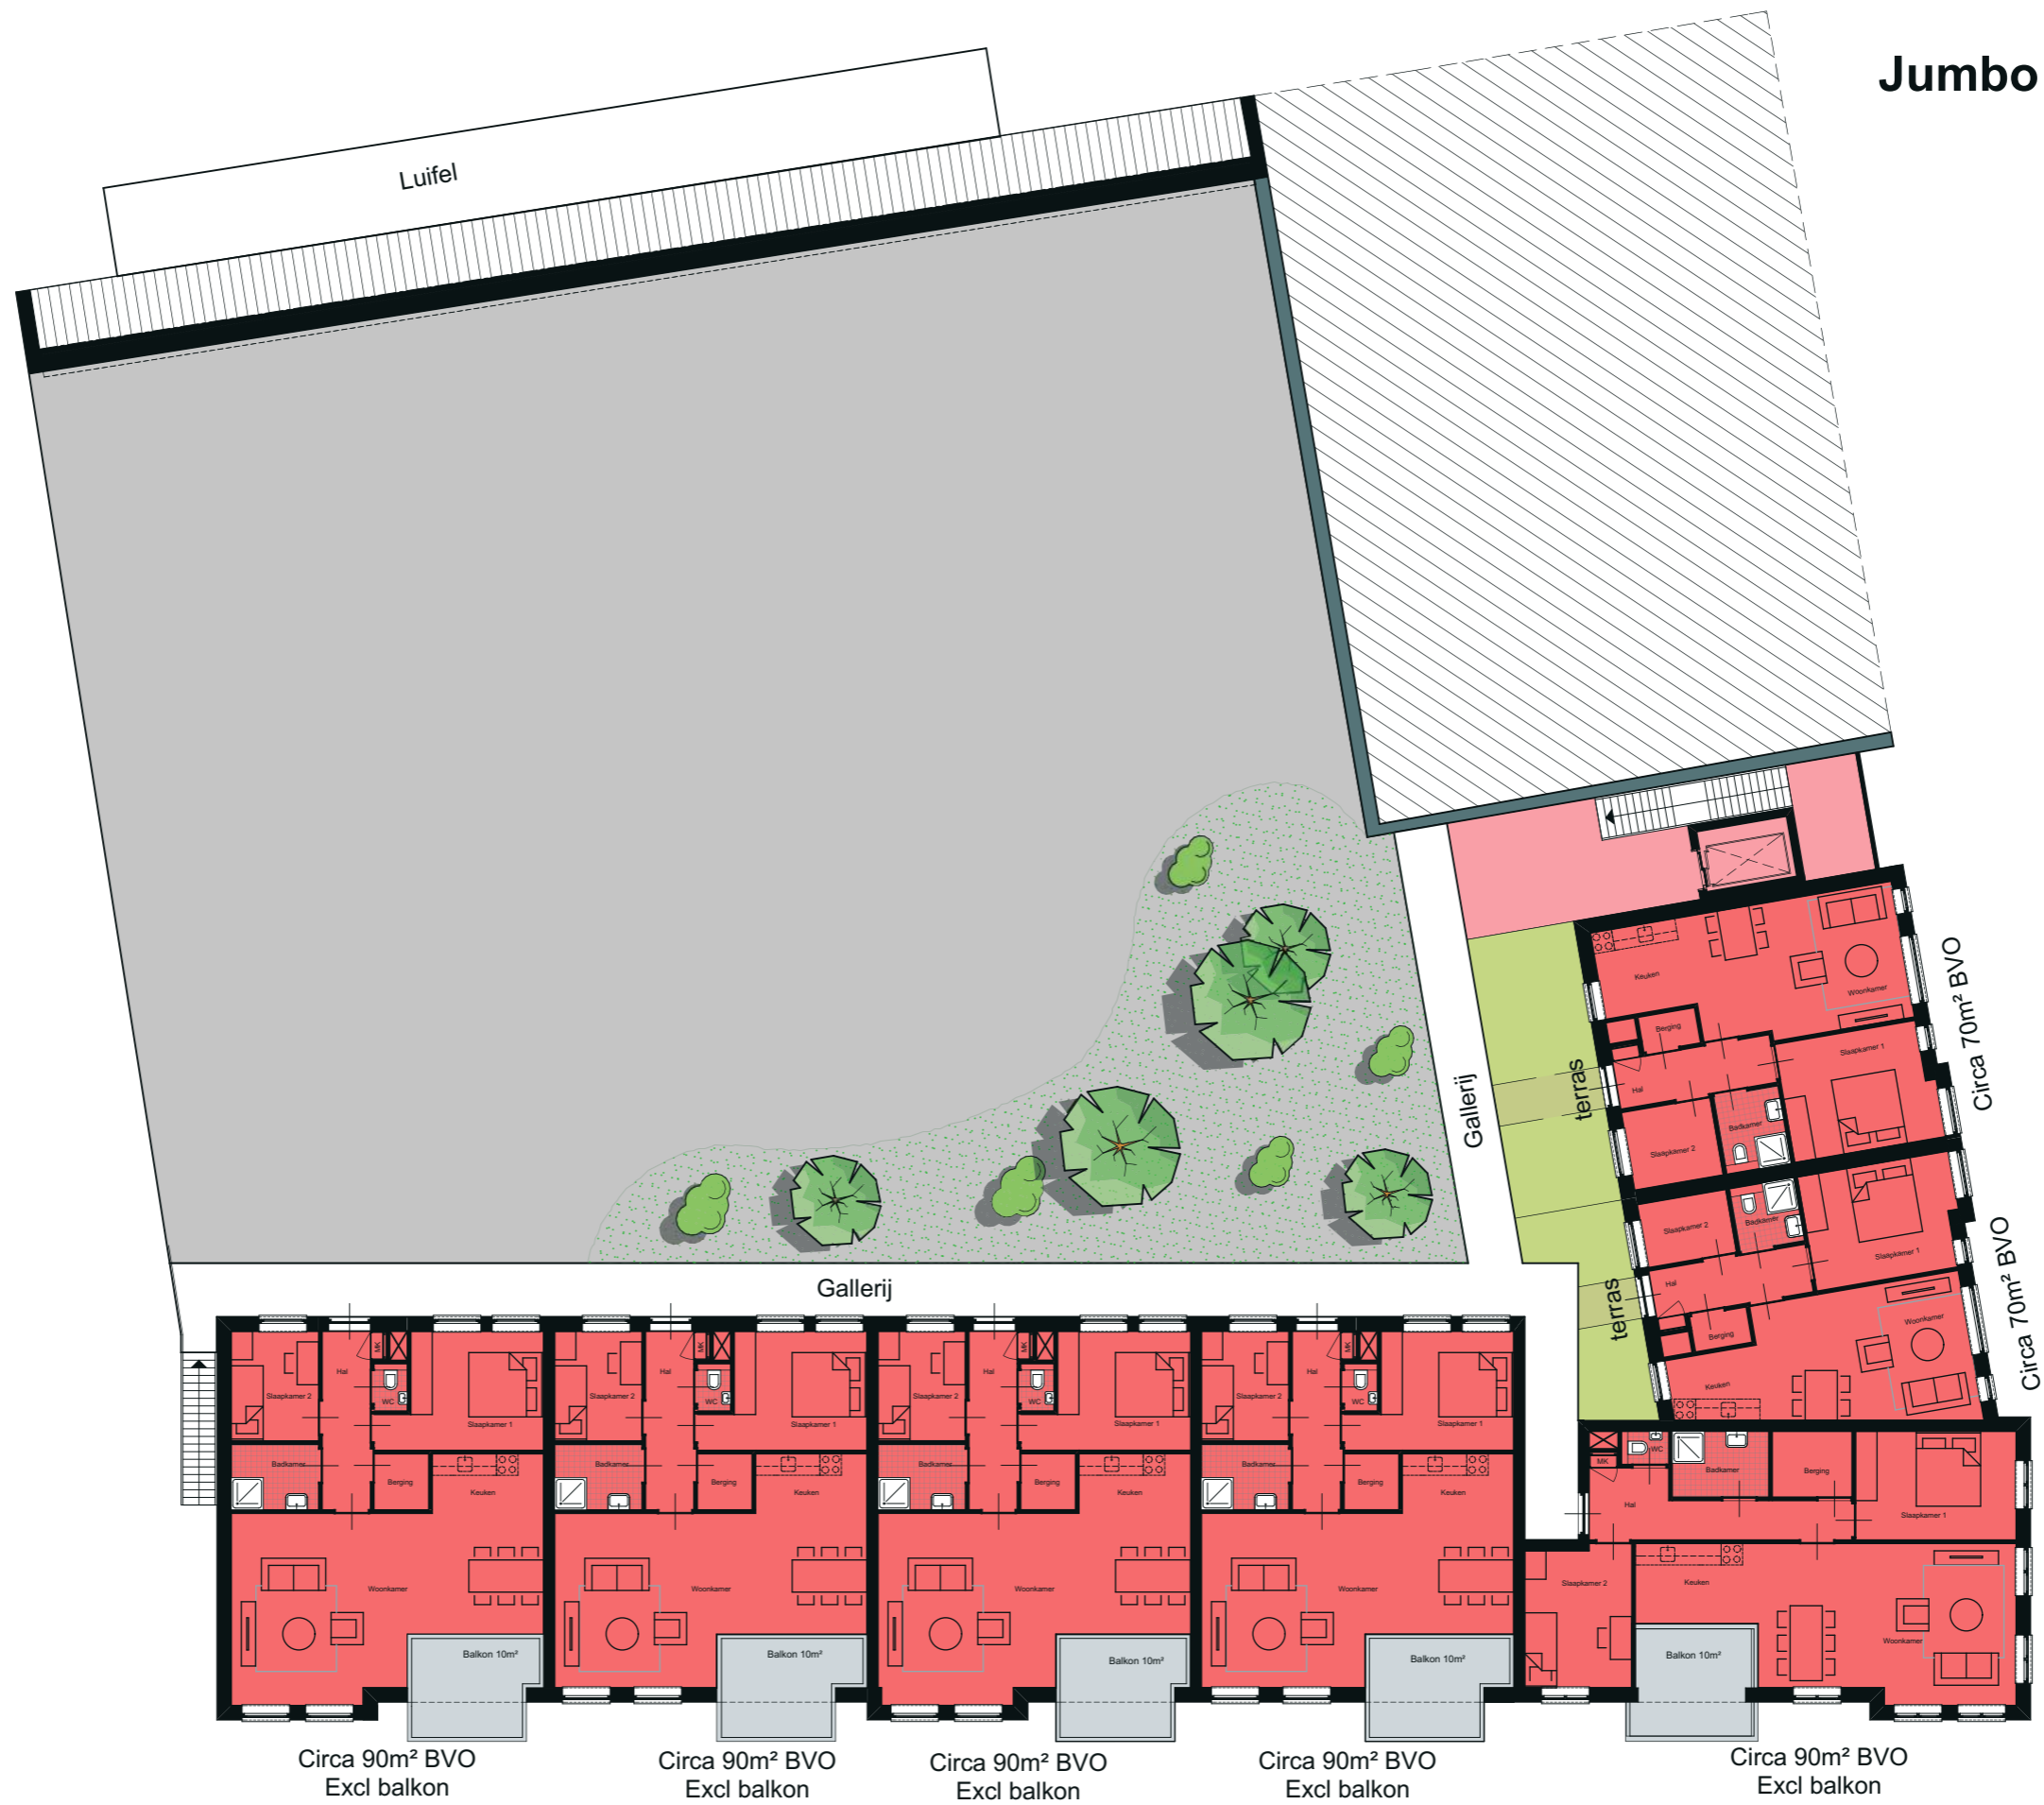 Jumbo
Luifel
Keuken
Woonkamer
Berging
Slaapkamer 1
Hal
Badkamer
Slaapkamer 2
terras
Gallerij
Circa 70m² BVO
Slaapkamer 2
Badkamer
Slaapkamer 1
Hal
Berging
Woonkamer
Keuken
terras
Circa 70m² BVO
Gallerij
Slaapkamer 2
Hal
MK
WC
Slaapkamer 1
Badkamer
Berging
Keuken
Woonkamer
Balkon 10m²
Slaapkamer 2
Hal
MK
WC
Slaapkamer 1
Badkamer
Berging
Keuken
Woonkamer
Balkon 10m²
Slaapkamer 2
Hal
MK
WC
Slaapkamer 1
Badkamer
Berging
Keuken
Woonkamer
Balkon 10m²
Slaapkamer 2
Hal
MK
WC
Slaapkamer 1
Badkamer
Berging
Keuken
Woonkamer
Balkon 10m²
MK
WC
Badkamer
Berging
Hal
Slaapkamer 1
Slaapkamer 2
Keuken
Woonkamer
Balkon 10m²
Circa 90m² BVO
Excl balkon
Circa 90m² BVO
Excl balkon
Circa 90m² BVO
Excl balkon
Circa 90m² BVO
Excl balkon
Circa 90m² BVO
Excl balkon